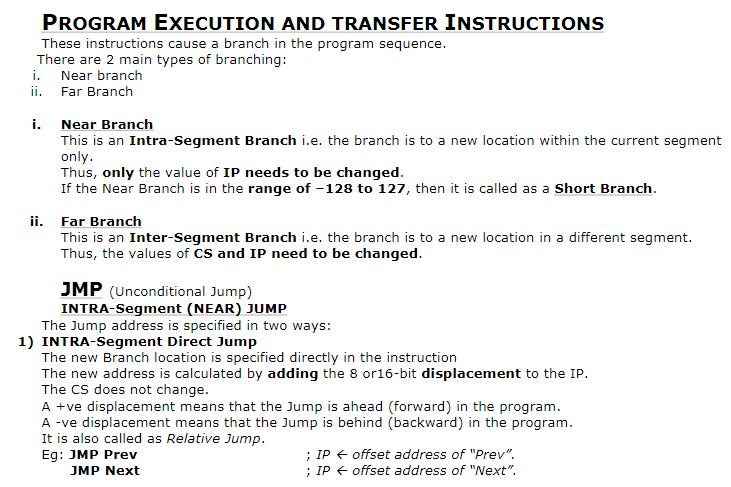 PROGRAM EXECUTION AND TRANSFER INSTRUCTIONS
These instructions cause a branch in the program sequence.
There are 2 main types of branching:
i. Near branch
ii. Far Branch
i. Near Branch
This is an Intra-Segment Branch i.e. the branch is to a new location within the current segment
only.
Thus, only the value of IP needs to be changed.
If the Near Branch is in the range of –128 to 127, then it is called as a Short Branch.
ii. Far Branch
This is an Inter-Segment Branch i.e. the branch is to a new location in a different segment.
Thus, the values of CS and IP need to be changed.
JMP (Unconditional Jump)
INTRA-Segment (NEAR) JUMP
The Jump address is specified in two ways:
1) INTRA-Segment Direct Jump
The new Branch location is specified directly in the instruction
The new address is calculated by adding the 8 or16-bit displacement to the IP.
The CS does not change.
A +ve displacement means that the Jump is ahead (forward) in the program.
A -ve displacement means that the Jump is behind (backward) in the program.
It is also called as Relative Jump.
Eg: JMP Prev ; IP ← offset address of “Prev”.
JMP Next ; IP ← offset address of “Next”.